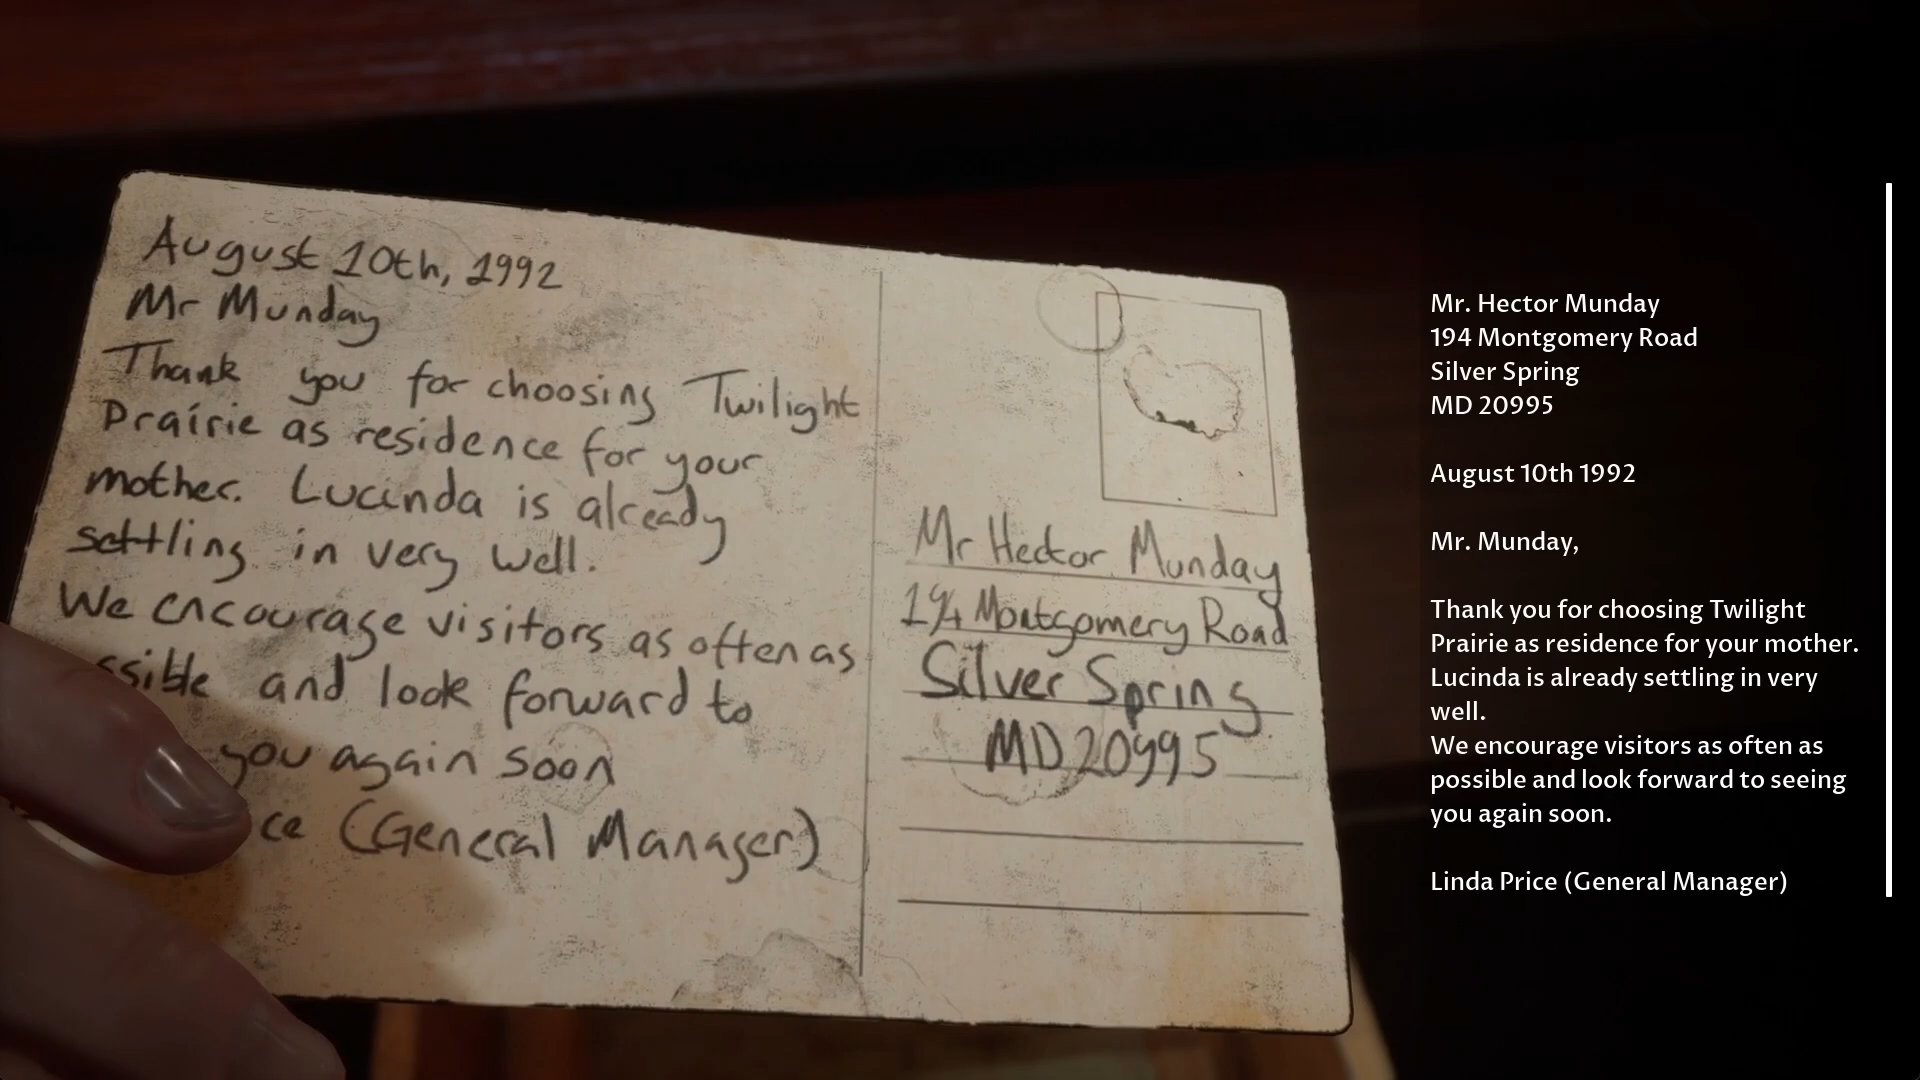 August 10th, 1992
Mr Munday
Thank you for choosing Twilight
Prairie as residence for your
mother. Lucinda is already
settling in very well.
We encourage visitors as often as
ssible and look forward to
you again soon
ce (General Manager)
Mr Hector Munday
194 Montgomery Road
Silver Spring
MD 20995
Mr. Hector Munday
194 Montgomery Road
Silver Spring
MD 20995
August 10th 1992
Mr. Munday,
Thank you for choosing Twilight
Prairie as residence for your mother.
Lucinda is already settling in very
well.
We encourage visitors as often as
possible and look forward to seeing
you again soon.
Linda Price (General Manager)